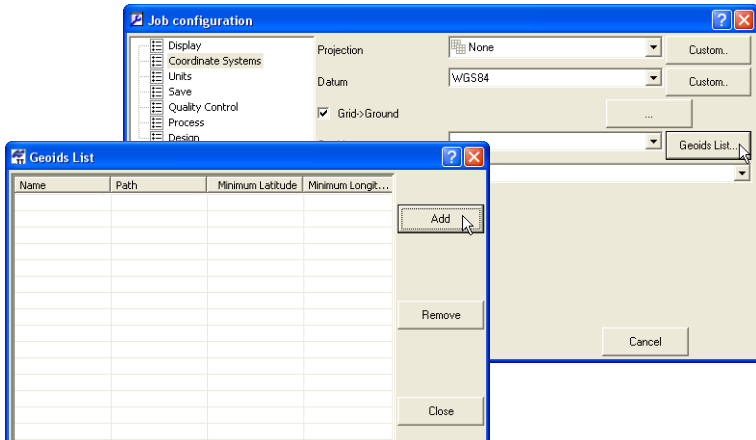 Job configuration
Display
Coordinate Systems
Units
Save
Quality Control
Process
Projection
None
Custom..
Datum
WGS84
Custom..
Grid->Ground
...
Geoids List...
Cancel
Geoids List
Name Path Minimum Latitude Minimum Longit...
Add
Remove
Close